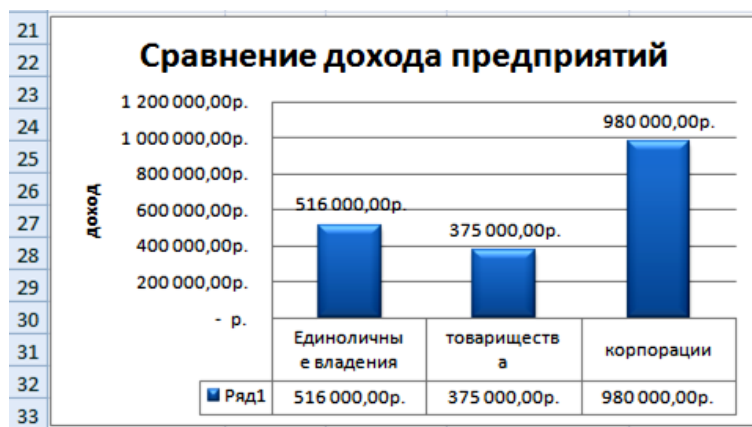 21
22
23
24
25
26
27
28
29
30
31
32
33
Сравнение дохода предприятий
доход
1 200 000,00р.
1 000 000,00р.
800 000,00р.
600 000,00р.
400 000,00р.
200 000,00р.
- р.
516 000,00р.
375 000,00р.
980 000,00р.
Единоличны
е владения
товариществ
а
корпорации
Ряд1 516 000,00р. 375 000,00р. 980 000,00р.